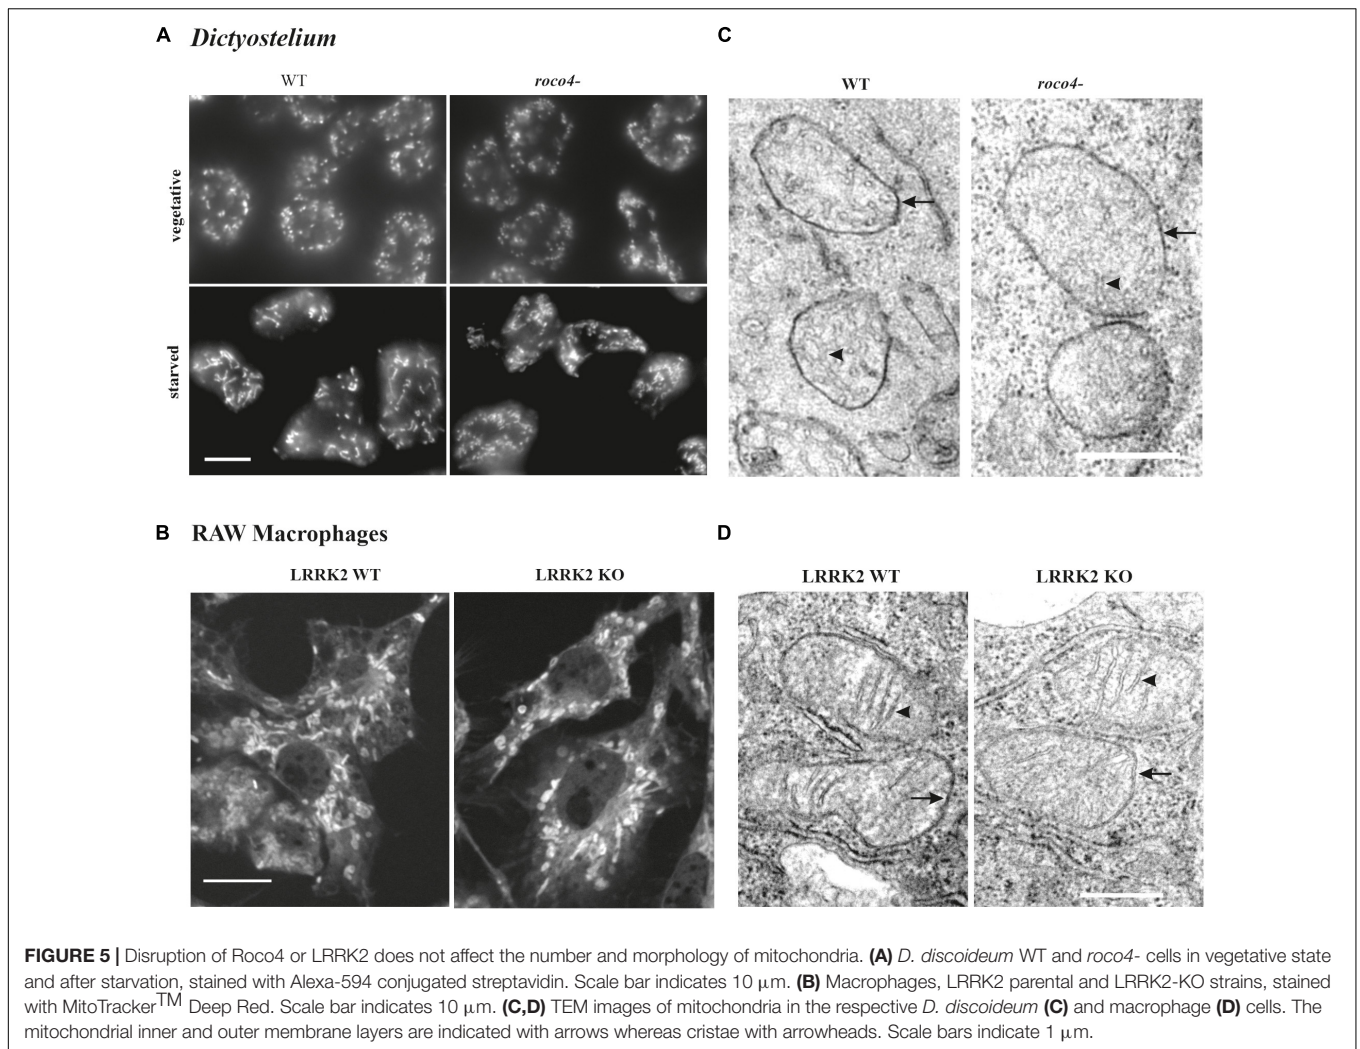 A Dictyostelium
C
WT
roco4-
WT
roco4-
vegetative
starved
B RAW Macrophages
D
LRRK2 WT
LRRK2 KO
LRRK2 WT
LRRK2 KO
FIGURE 5 | Disruption of Roco4 or LRRK2 does not affect the number and morphology of mitochondria. (A) D. discoideum WT and roco4- cells in vegetative state
and after starvation, stained with Alexa-594 conjugated streptavidin. Scale bar indicates 10 μm. (B) Macrophages, LRRK2 parental and LRRK2-KO strains, stained
with MitoTracker™ Deep Red. Scale bar indicates 10 μm. (C,D) TEM images of mitochondria in the respective D. discoideum (C) and macrophage (D) cells. The
mitochondrial inner and outer membrane layers are indicated with arrows whereas cristae with arrowheads. Scale bars indicate 1 μm.